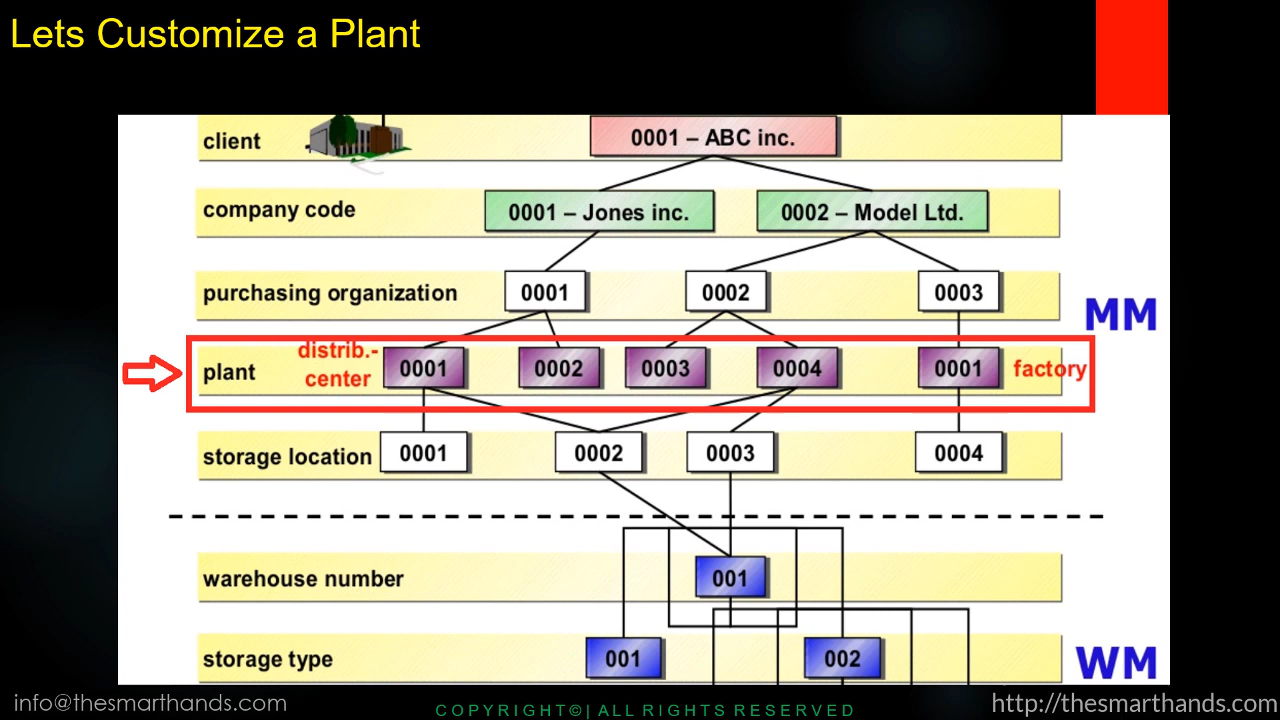 Lets Customize a Plant
client
0001 – ABC inc.
company code
0001 – Jones inc.
0002 – Model Ltd.
purchasing organization
0001
0002
0003
MM
plant
distrib.-
center
0001
0002
0003
0004
0001
factory
storage location
0001
0002
0003
0004
warehouse number
001
storage type
001
002
WM
info@thesmarthands.com
COPYRIGHT©| ALL RIGHTS RESERVED
http://thesmarthands.com